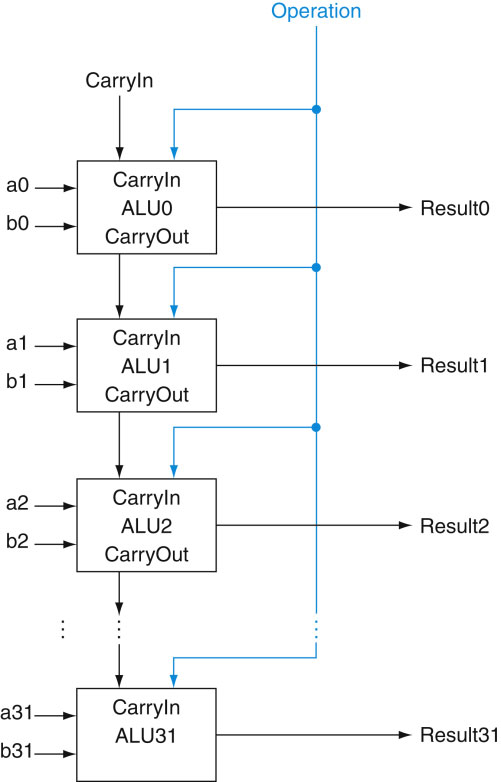 Operation
CarryIn
a0
b0
CarryIn
ALU0
CarryOut
Result0
a1
b1
CarryIn
ALU1
CarryOut
Result1
a2
b2
CarryIn
ALU2
CarryOut
Result2
a31
b31
CarryIn
ALU31
Result31